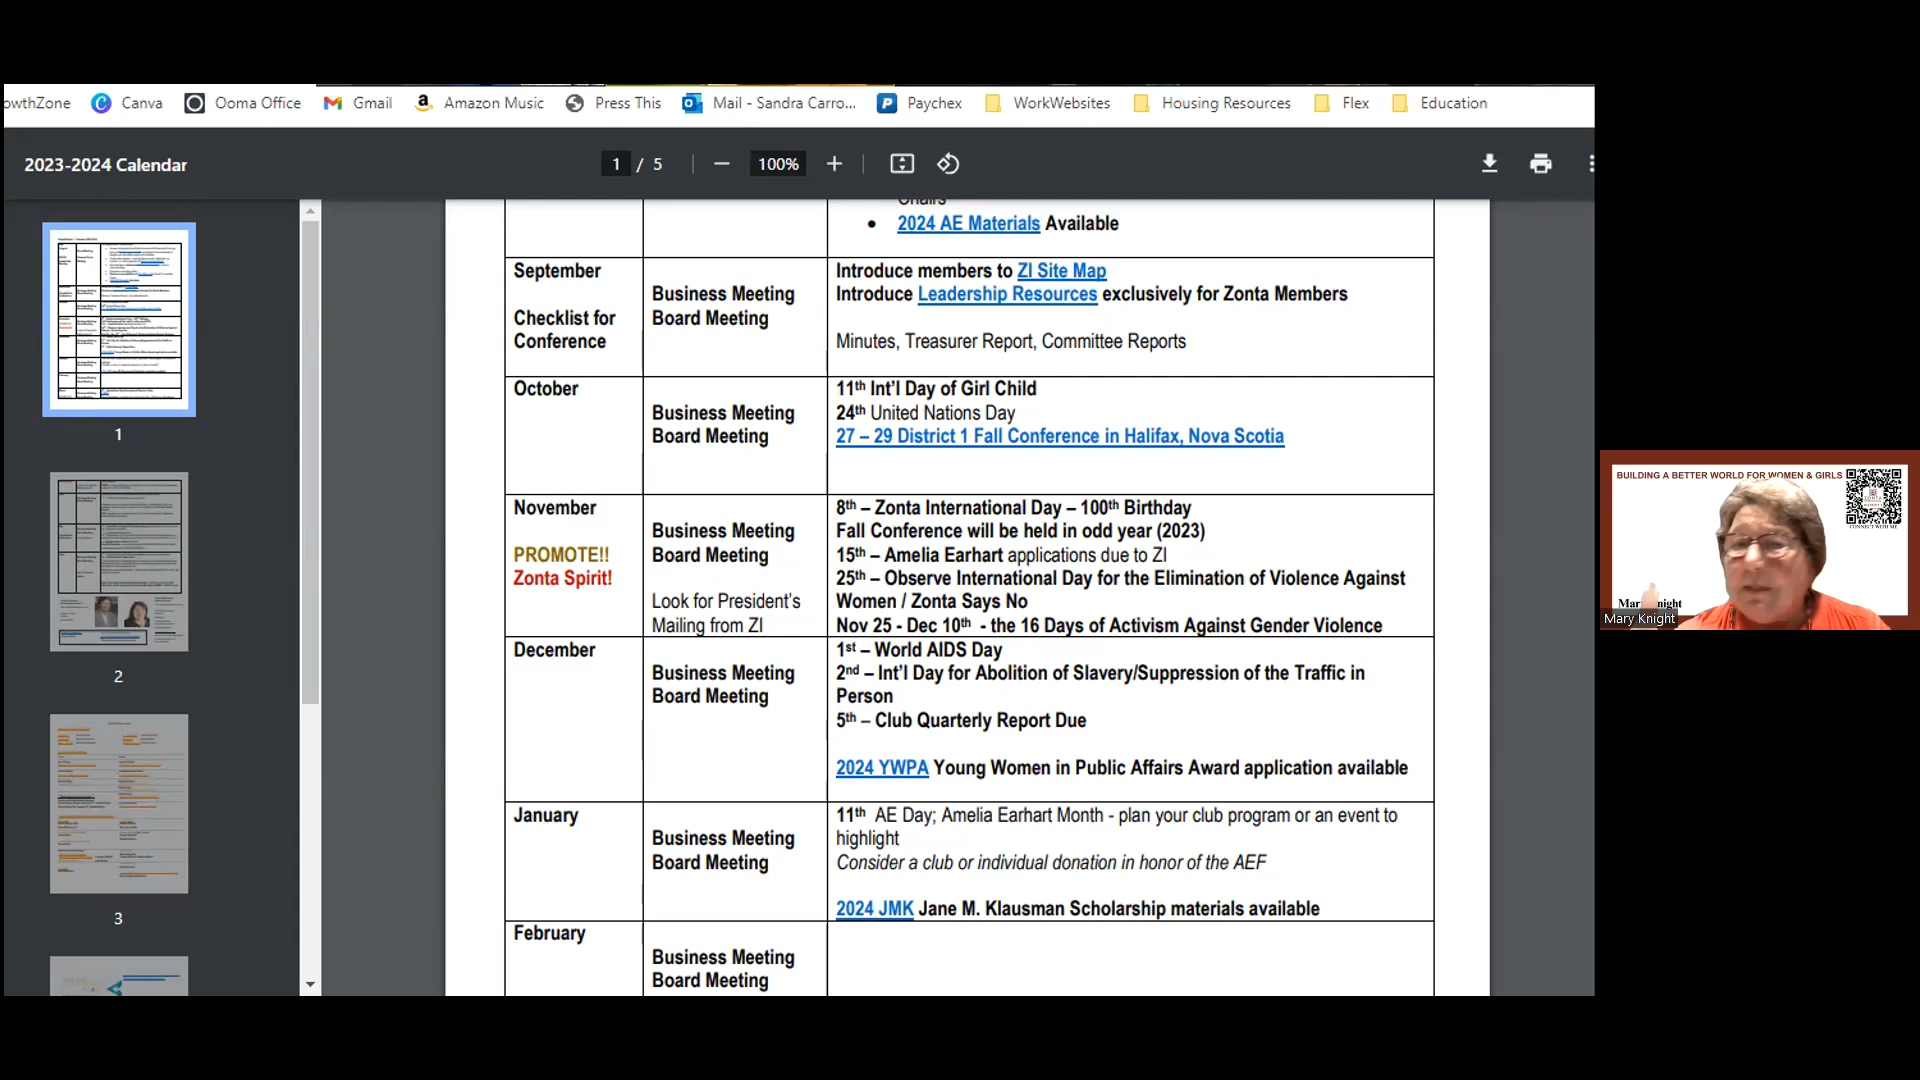 owthZone Canva Ooma Office Gmail Amazon Music Press This Mail - Sandra Carro... Paychex WorkWebsites Housing Resources Flex Education
2023-2024 Calendar 1 / 5 100%
1
2
3
Chairs
2024 AE Materials Available
September
Checklist for
Conference
Business Meeting
Board Meeting
Introduce members to ZI Site Map
Introduce Leadership Resources exclusively for Zonta Members
Minutes, Treasurer Report, Committee Reports
October
Business Meeting
Board Meeting
11th Int'l Day of Girl Child
24th United Nations Day
27 – 29 District 1 Fall Conference in Halifax, Nova Scotia
November
PROMOTE!!
Zonta Spirit!
Business Meeting
Board Meeting
Look for President's
Mailing from ZI
8th – Zonta International Day – 100th Birthday
Fall Conference will be held in odd year (2023)
15th – Amelia Earhart applications due to ZI
25th – Observe International Day for the Elimination of Violence Against
Women / Zonta Says No
Nov 25 - Dec 10th - the 16 Days of Activism Against Gender Violence
December
Business Meeting
Board Meeting
1st – World AIDS Day
2nd – Int'l Day for Abolition of Slavery/Suppression of the Traffic in
Person
5th – Club Quarterly Report Due
2024 YWPA Young Women in Public Affairs Award application available
January
Business Meeting
Board Meeting
11th AE Day; Amelia Earhart Month - plan your club program or an event to
highlight
Consider a club or individual donation in honor of the AEF
2024 JMK Jane M. Klausman Scholarship materials available
February
Business Meeting
Board Meeting
BUILDING A BETTER WORLD FOR WOMEN & GIRLS
CONNECT WITH ME
Mary Knight